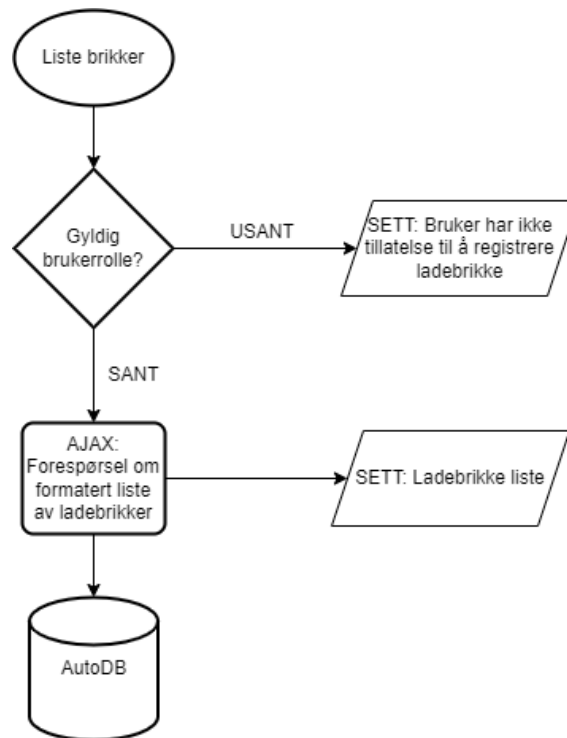 Liste brikker
Gyldig
brukerrolle?
USANT
SETT: Bruker har ikke
tillatelse til å registrere
ladebrikke
SANT
AJAX:
Forespørsel om
formatert liste
av ladebrikker
SETT: Ladebrikke liste
AutoDB